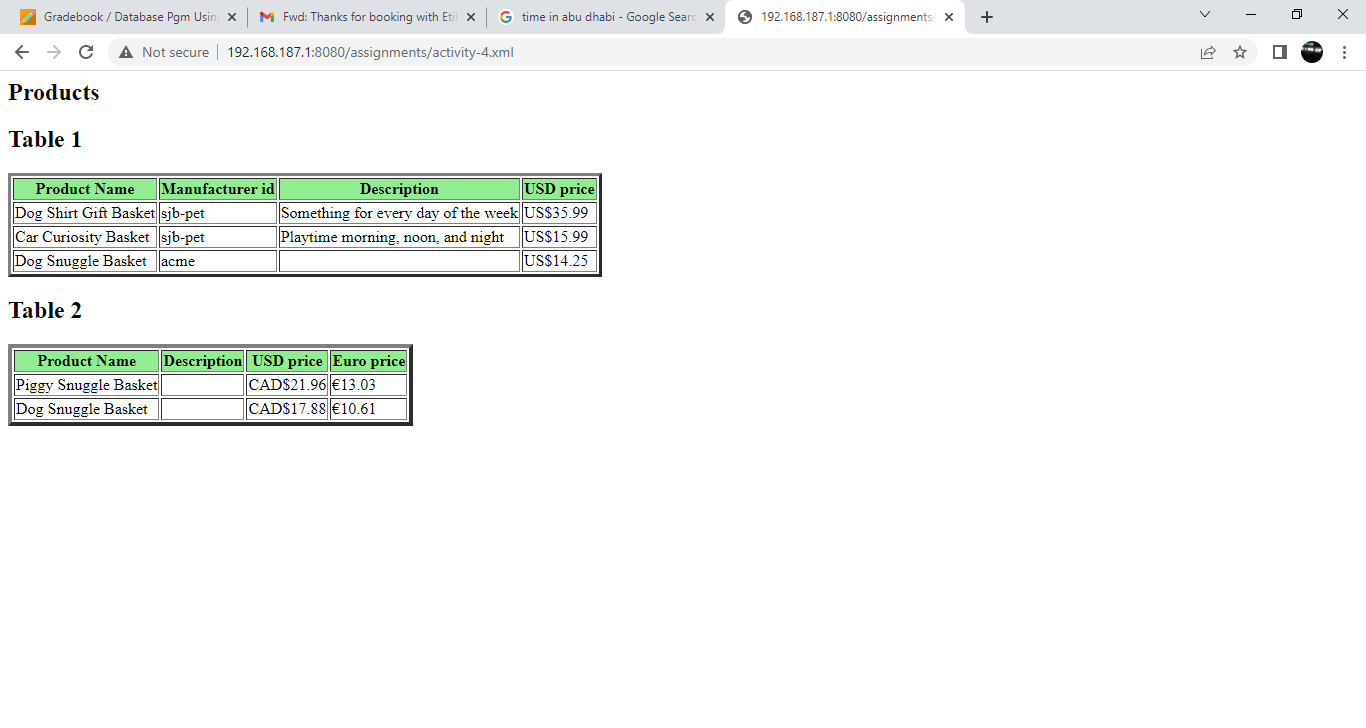 Gradebook / Database Pgm Usin
Fwd: Thanks for booking with Eti
time in abu dhabi - Google Searc
192.168.187.1:8080/assignments/
Not secure
192.168.187.1:8080/assignments/activity-4.xml
Products
Table 1
Product Name Manufacturer id Description USD price
Dog Shirt Gift Basket sjb-pet Something for every day of the week US$35.99
Car Curiosity Basket sjb-pet Playtime morning, noon, and night US$15.99
Dog Snuggle Basket acme US$14.25
Table 2
Product Name Description USD price Euro price
Piggy Snuggle Basket CAD$21.96 €13.03
Dog Snuggle Basket CAD$17.88 €10.61